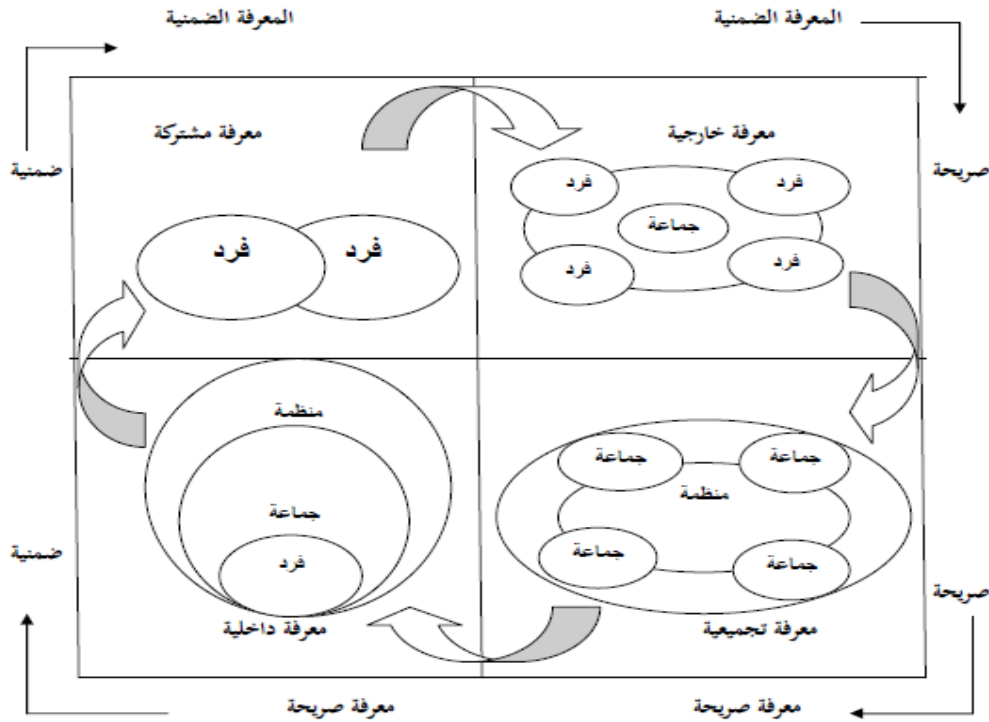 المعرفة الضمنية
المعرفة الضمنية
معرفة خارجية
معرفة مشتركة
صريحة
ضمنية
فرد
فرد
جماعة
فرد
فرد
فرد
فرد
منظمة
جماعة
جماعة
منظمة
جماعة
جماعة
جماعة
فرد
ضمنية
صريحة
معرفة تجميعية
معرفة داخلية
معرفة صريحة
معرفة صريحة